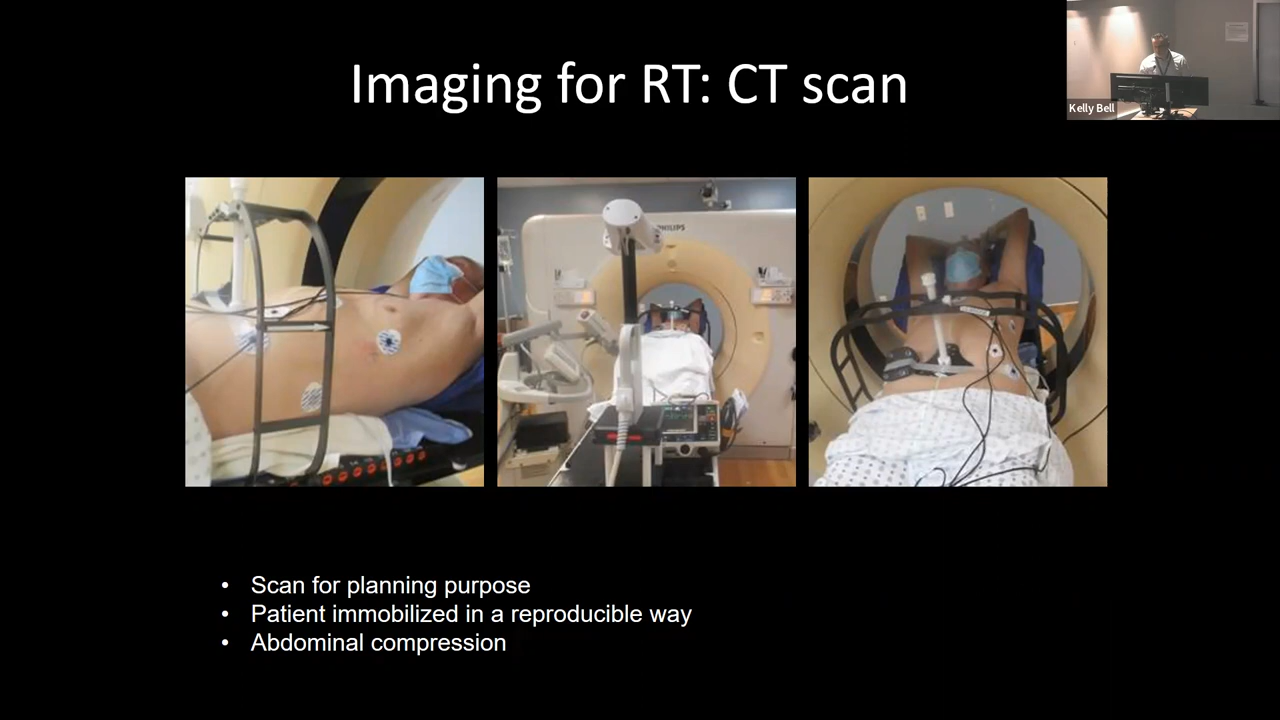 Imaging for RT: CT scan
Kelly Bell
PHILIPS
• Scan for planning purpose
• Patient immobilized in a reproducible way
• Abdominal compression